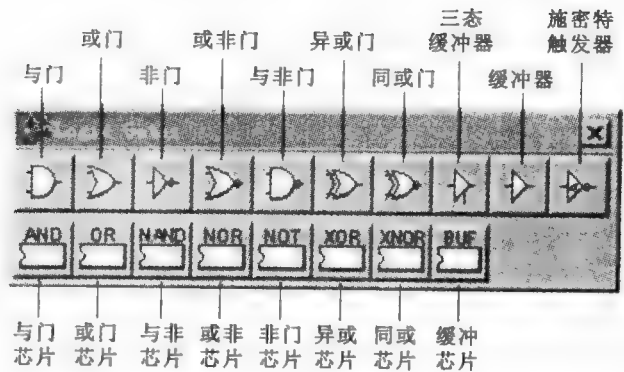 三态
缓冲器
施密特
触发器
或门
或非门
异或门
与门
非门
与非门
同或门
缓冲器
AND
OR
NAND
NOR
NOT
XOR
XNOR
BUF
与门
芯片
或门
芯片
与非
芯片
或非
芯片
非门
芯片
异或
芯片
同或
芯片
缓冲
芯片